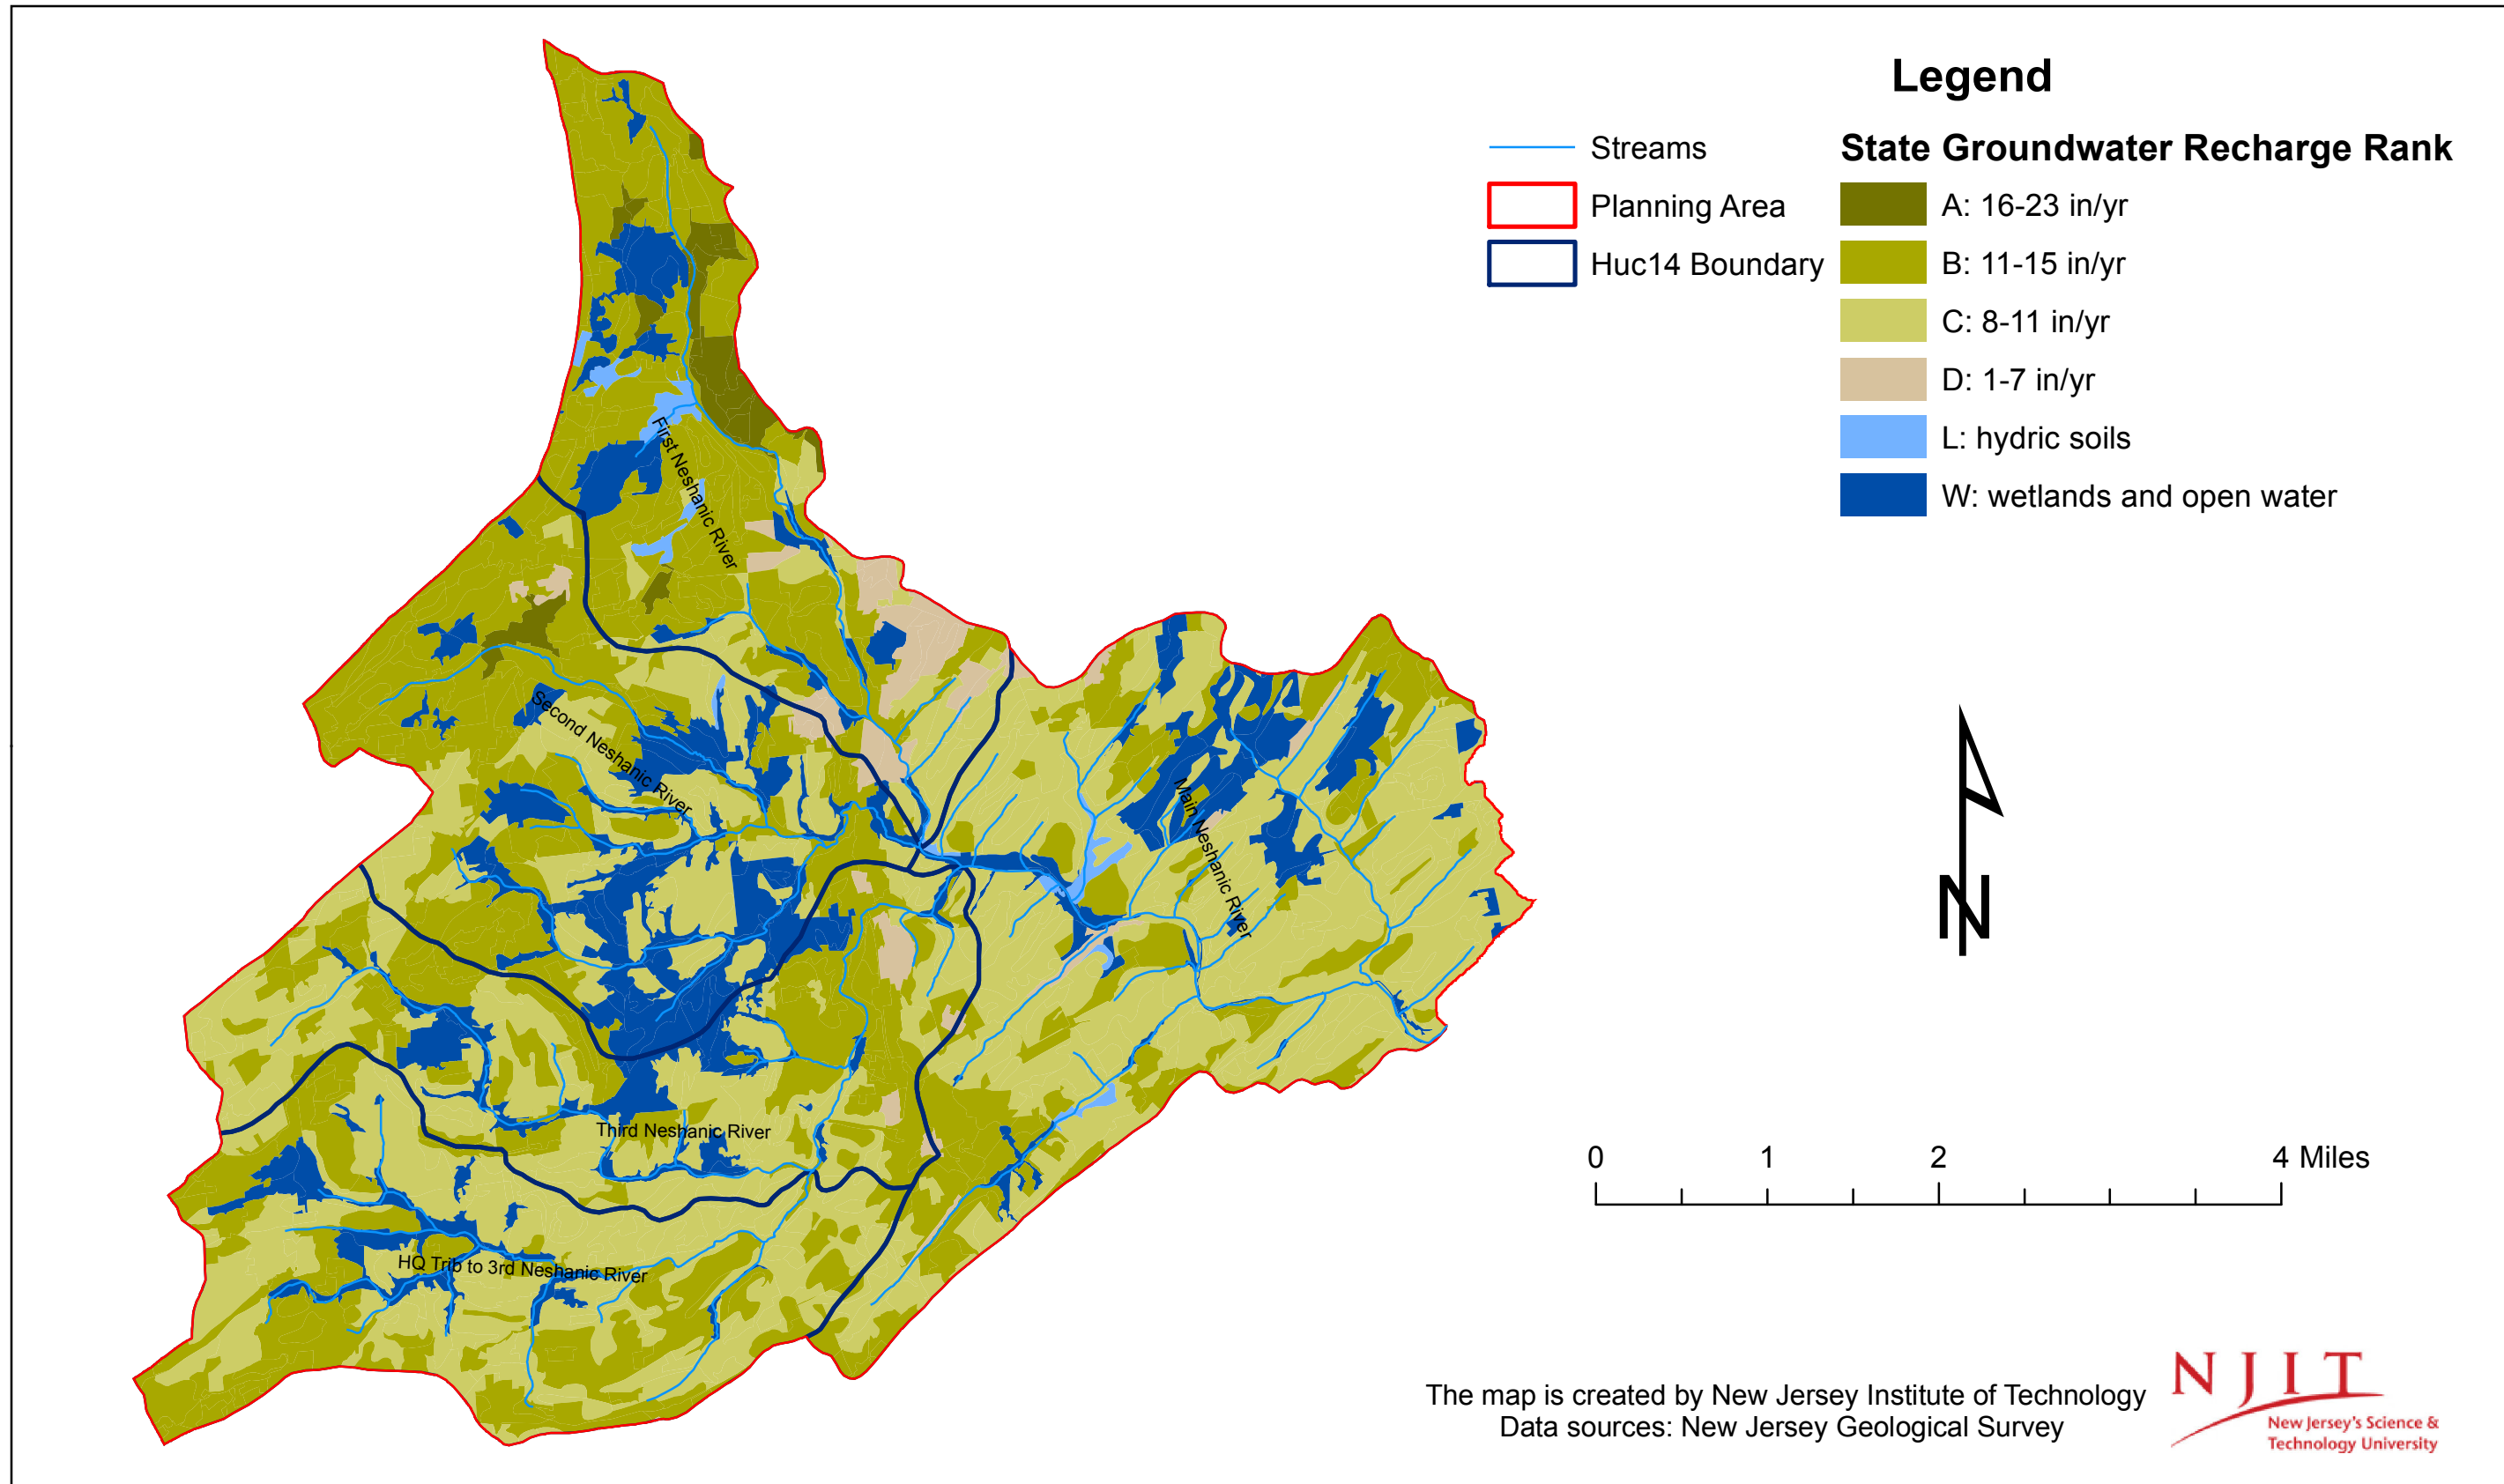 Legend
Streams
Planning Area
Huc14 Boundary
State Groundwater Recharge Rank
A: 16-23 in/yr
B: 11-15 in/yr
C: 8-11 in/yr
D: 1-7 in/yr
L: hydric soils
W: wetlands and open water
First Neshanic River
Second Neshanic River
Main Neshanic River
Third Neshanic River
HQ Trib to 3rd Neshanic River
N
0 1 2 4 Miles
The map is created by New Jersey Institute of Technology
Data sources: New Jersey Geological Survey
NJIT
New Jersey's Science &
Technology University